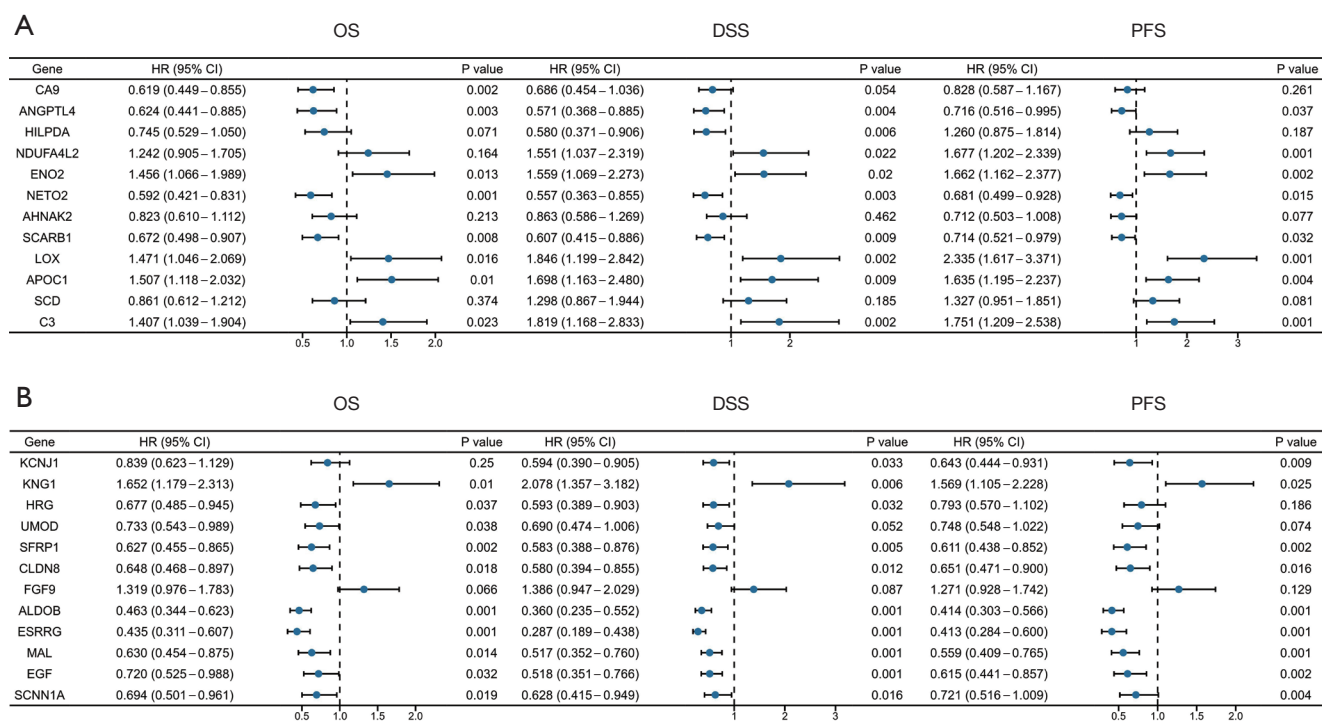 A
OS DSS PFS
Gene HR (95% CI) P value HR (95% CI) P value HR (95% CI) P value
CA9 0.619 (0.449–0.855) 0.002 0.686 (0.454–1.036) 0.054 0.828 (0.587–1.167) 0.261
ANGPTL4 0.624 (0.441–0.885) 0.003 0.571 (0.368–0.885) 0.004 0.716 (0.516–0.995) 0.037
HILPDA 0.745 (0.529–1.050) 0.071 0.580 (0.371–0.906) 0.006 1.260 (0.875–1.814) 0.187
NDUFA4L2 1.242 (0.905–1.705) 0.164 1.551 (1.037–2.319) 0.022 1.677 (1.202–2.339) 0.001
ENO2 1.456 (1.066–1.989) 0.013 1.559 (1.069–2.273) 0.02 1.662 (1.162–2.377) 0.002
NETO2 0.592 (0.421–0.831) 0.001 0.557 (0.363–0.855) 0.003 0.681 (0.499–0.928) 0.015
AHNAK2 0.823 (0.610–1.112) 0.213 0.863 (0.586–1.269) 0.462 0.712 (0.503–1.008) 0.077
SCARB1 0.672 (0.498–0.907) 0.008 0.607 (0.415–0.886) 0.009 0.714 (0.521–0.979) 0.032
LOX 1.471 (1.046–2.069) 0.016 1.846 (1.199–2.842) 0.002 2.335 (1.617–3.371) 0.001
APOC1 1.507 (1.118–2.032) 0.01 1.698 (1.163–2.480) 0.009 1.635 (1.195–2.237) 0.004
SCD 0.861 (0.612–1.212) 0.374 1.298 (0.867–1.944) 0.185 1.327 (0.951–1.851) 0.081
C3 1.407 (1.039–1.904) 0.023 1.819 (1.168–2.833) 0.002 1.751 (1.209–2.538) 0.001
0.5 1.0 1.5 2.0 1 2 1 2 3
B
OS DSS PFS
Gene HR (95% CI) P value HR (95% CI) P value HR (95% CI) P value
KCNJ1 0.839 (0.623–1.129) 0.25 0.594 (0.390–0.905) 0.033 0.643 (0.444–0.931) 0.009
KNG1 1.652 (1.179–2.313) 0.01 2.078 (1.357–3.182) 0.006 1.569 (1.105–2.228) 0.025
HRG 0.677 (0.485–0.945) 0.037 0.593 (0.389–0.903) 0.032 0.793 (0.570–1.102) 0.186
UMOD 0.733 (0.543–0.989) 0.038 0.690 (0.474–1.006) 0.052 0.748 (0.548–1.022) 0.074
SFRP1 0.627 (0.455–0.865) 0.002 0.583 (0.388–0.876) 0.005 0.611 (0.438–0.852) 0.002
CLDN8 0.648 (0.468–0.897) 0.018 0.580 (0.394–0.855) 0.012 0.651 (0.471–0.900) 0.016
FGF9 1.319 (0.976–1.783) 0.066 1.386 (0.947–2.029) 0.087 1.271 (0.928–1.742) 0.129
ALDOB 0.463 (0.344–0.623) 0.001 0.360 (0.235–0.552) 0.001 0.414 (0.303–0.566) 0.001
ESRRG 0.435 (0.311–0.607) 0.001 0.287 (0.189–0.438) 0.001 0.413 (0.284–0.600) 0.001
MAL 0.630 (0.454–0.875) 0.014 0.517 (0.352–0.760) 0.001 0.559 (0.409–0.765) 0.001
EGF 0.720 (0.525–0.988) 0.032 0.518 (0.351–0.766) 0.001 0.615 (0.441–0.857) 0.002
SCNN1A 0.694 (0.501–0.961) 0.019 0.628 (0.415–0.949) 0.016 0.721 (0.516–1.009) 0.004
0.5 1.0 1.5 2.0 1 2 3 0.5 1.0 1.5 2.0